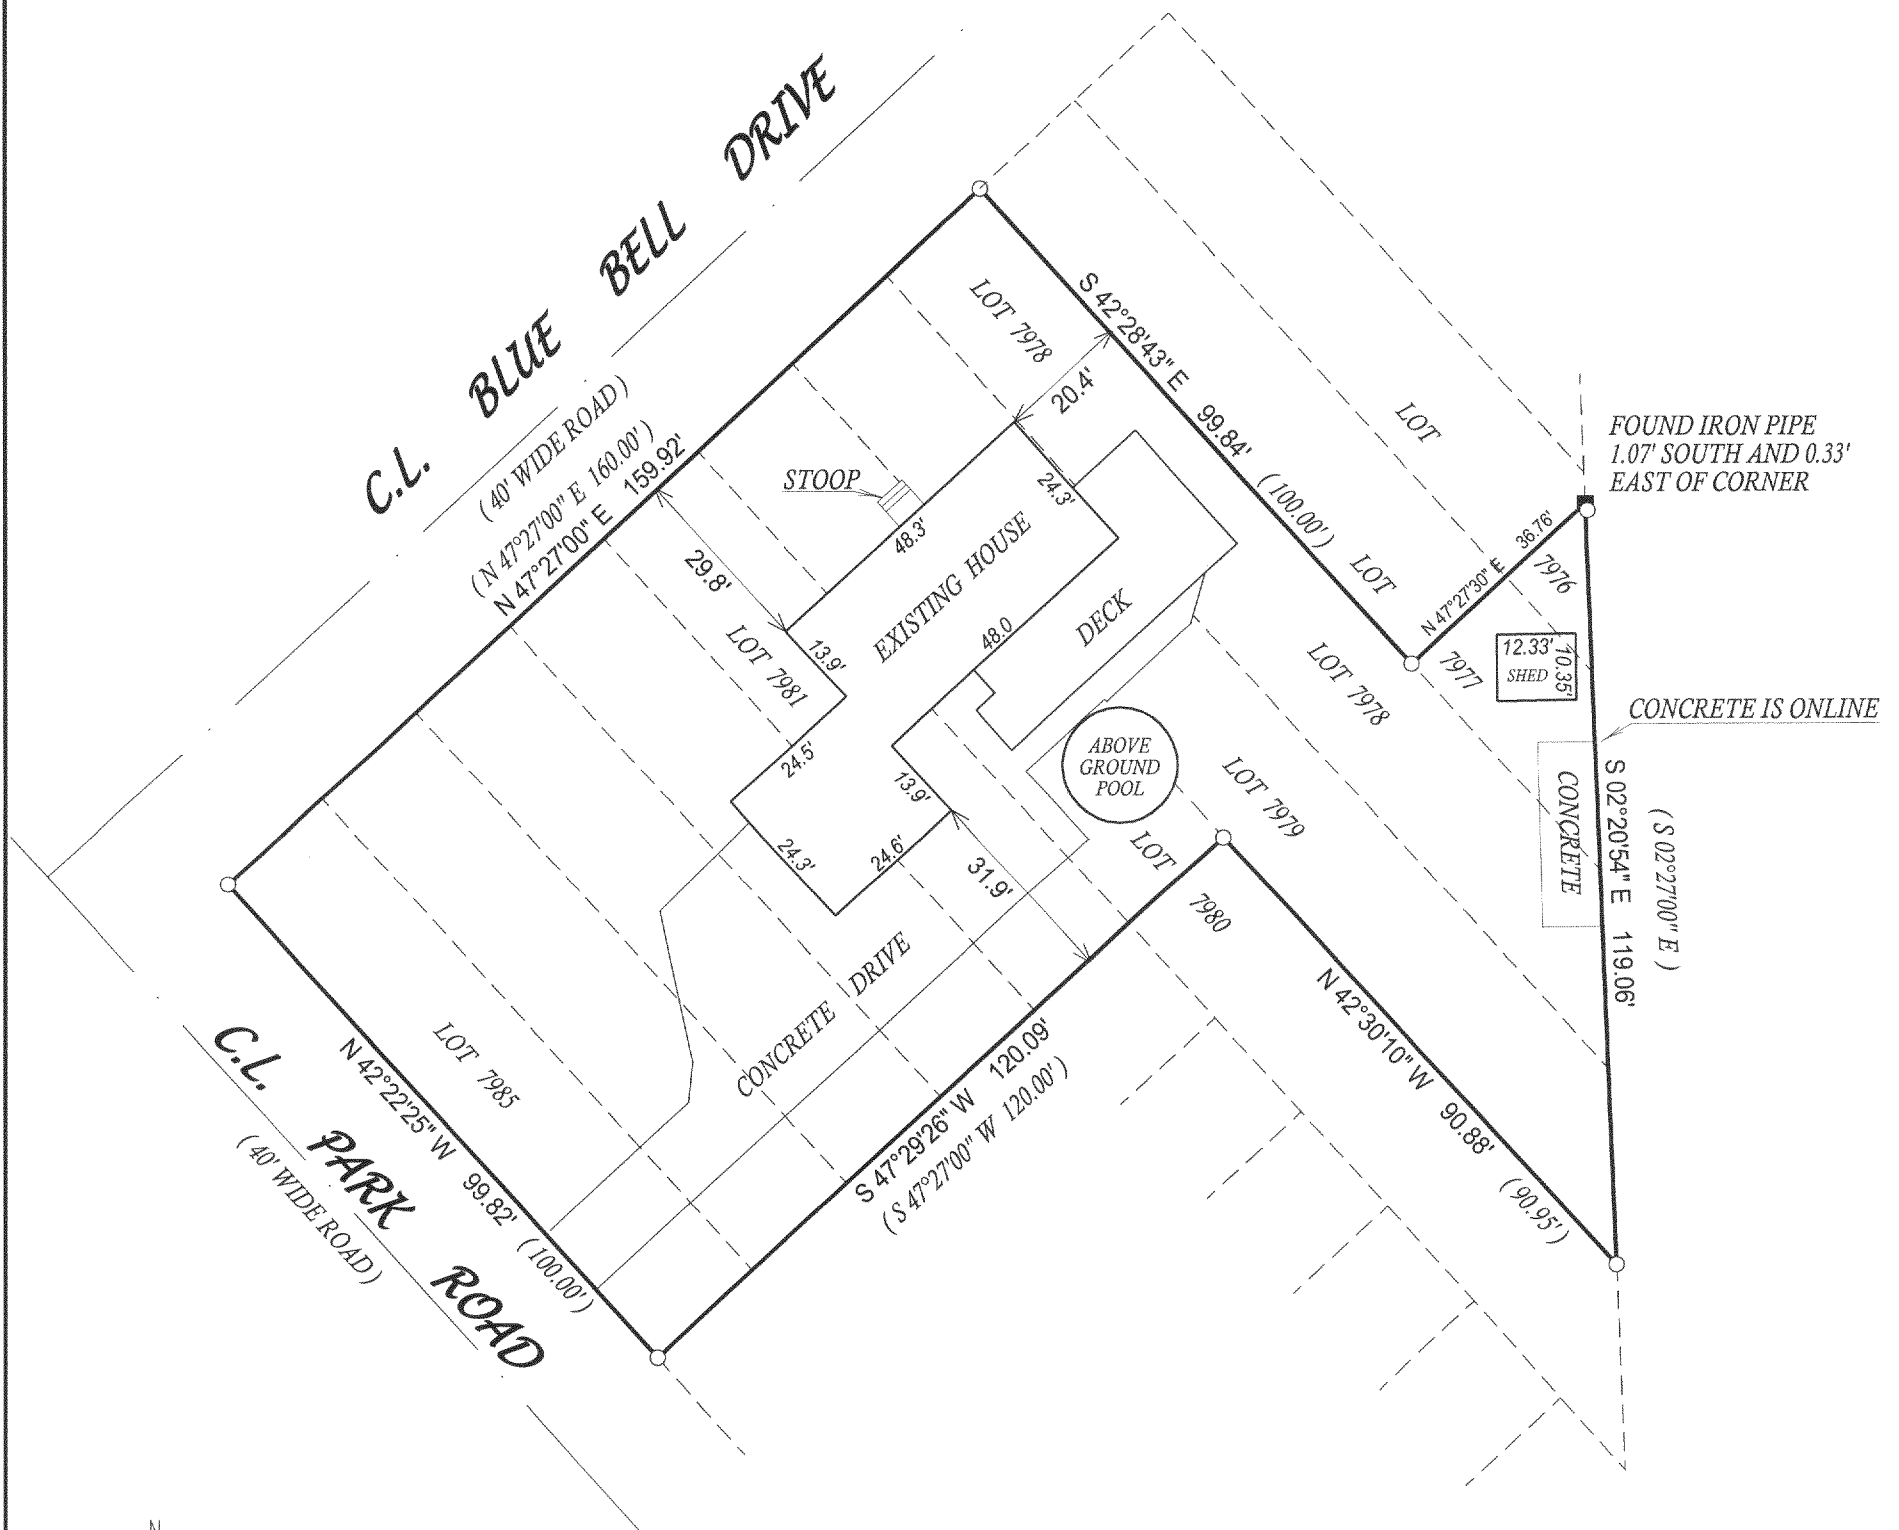 C.L. BLUE BELL DRIVE
( 40' WIDE ROAD )
( N 47°27'00" E 160.00' )
N 47°27'00" E 159.92'
LOT 7978
S 42°28'43" E 99.84' ( 100.00' )
20.4'
STOOP
48.3'
24.3'
29.8'
EXISTING HOUSE
LOT 7981
13.9'
48.0
DECK
24.5'
13.9'
24.3'
24.6'
31.9'
ABOVE
GROUND
POOL
LOT
LOT
FOUND IRON PIPE
1.07' SOUTH AND 0.33'
EAST OF CORNER
N 47°27'30" E 36.76'
7976
7977
12.33'
10.35'
SHED
LOT 7978
CONCRETE IS ONLINE
LOT 7979
CONCRETE
S 02°20'54" E 119.06'
( S 02°27'00" E )
LOT 7980
N 42°30'10" W 90.88'
( 90.95' )
CONCRETE DRIVE
S 47°29'26" W 120.09'
( S 47°27'00" W 120.00' )
LOT 7985
N 42°22'25" W 99.82' ( 100.00' )
C.L. PARK ROAD
( 40' WIDE ROAD )
N